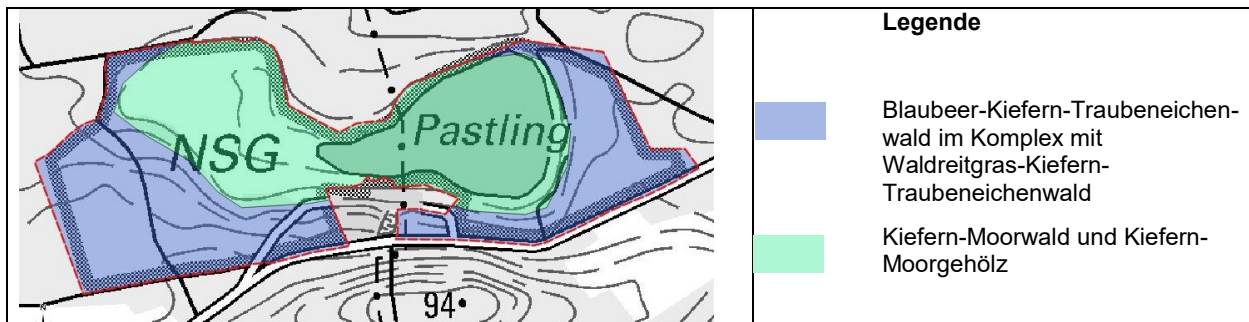 NSG
Pastling
94
Legende
Blaubeer-Kiefern-Traubeneichen-
wald im Komplex mit
Waldreitgras-Kiefern-
Traubeneichenwald
Kiefern-Moorwald und Kiefern-
Moorgehölz